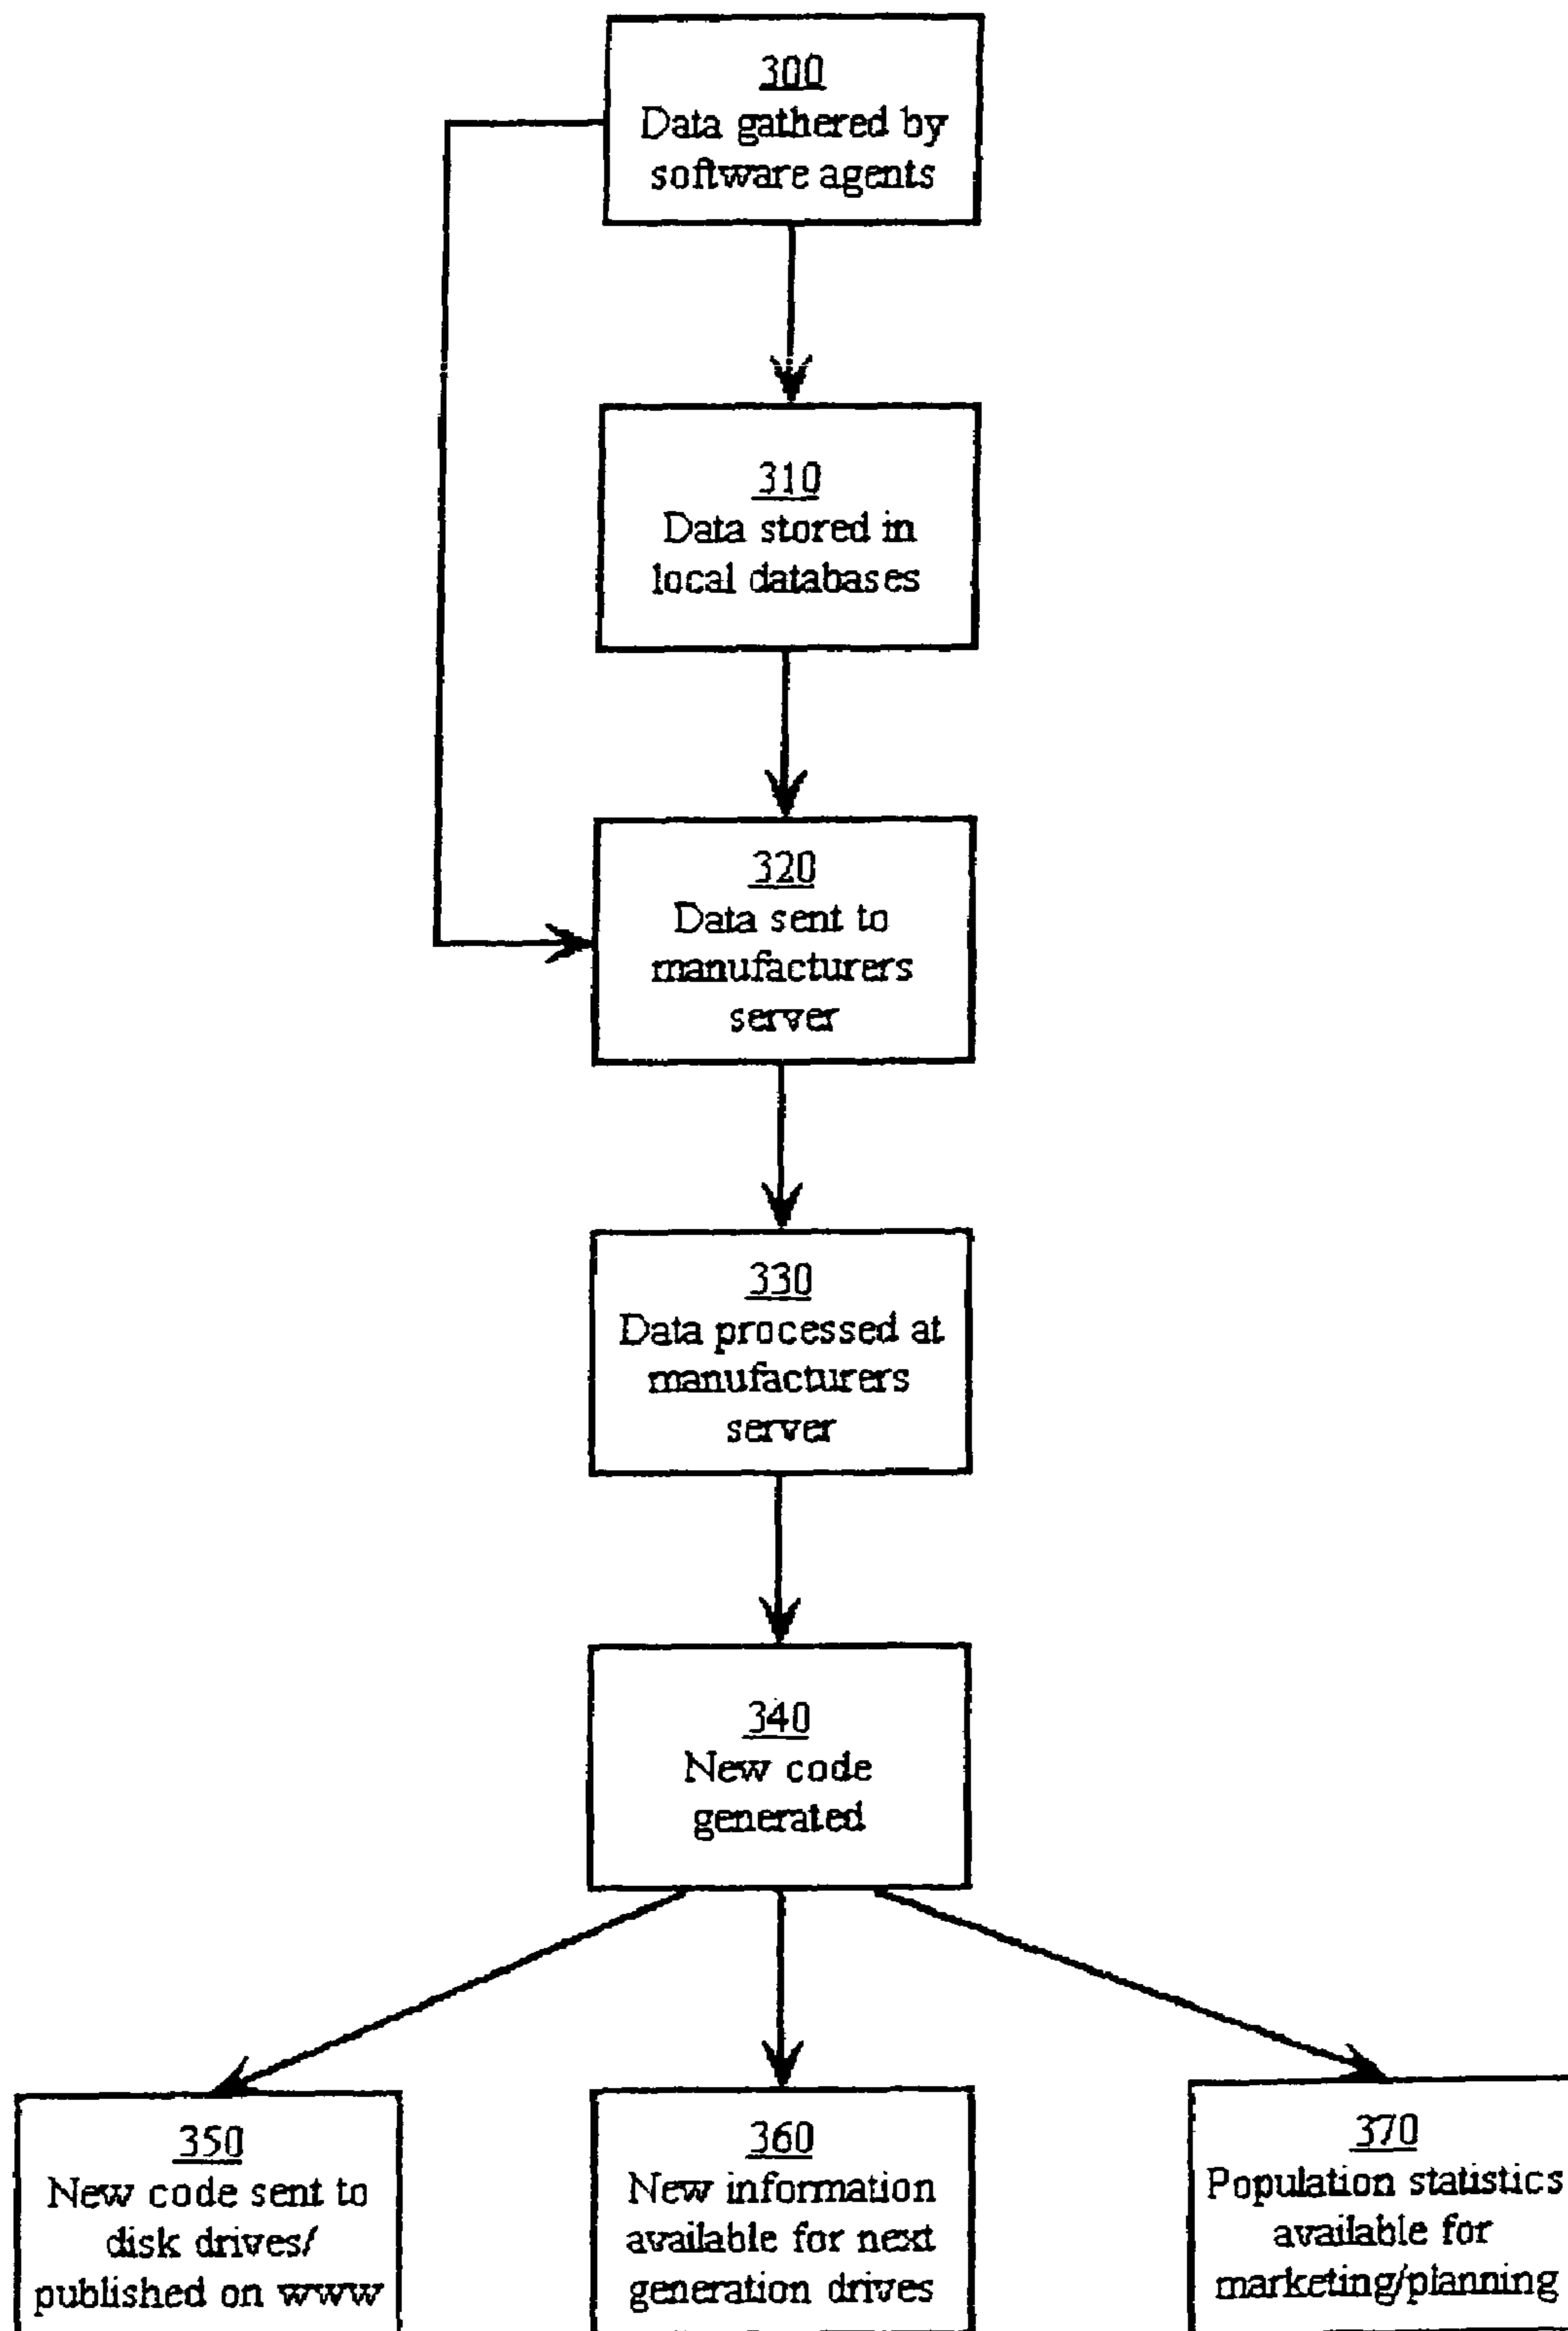 300
Data gathered by
software agents
310
Data stored in
local databases
320
Data sent to
manufacturers
server
330
Data processed at
manufacturers
server
340
New code
generated
350
New code sent to
disk drives/
published on www
360
New information
available for next
generation drives
370
Population statistics
available for
marketing/planning